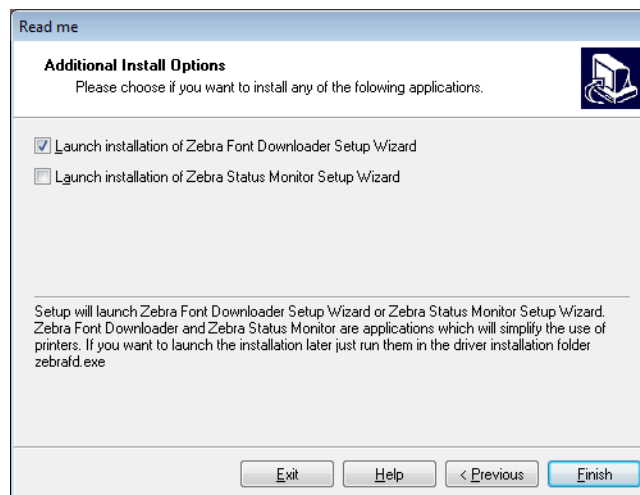 Read me
Additional Install Options
Please choose if you want to install any of the folowing applications.
Launch installation of Zebra Font Downloader Setup Wizard
Launch installation of Zebra Status Monitor Setup Wizard
Setup will launch Zebra Font Downloader Setup Wizard or Zebra Status Monitor Setup Wizard.
Zebra Font Downloader and Zebra Status Monitor are applications which will simplify the use of
printers. If you want to launch the installation later just run them in the driver installation folder
zebrafd.exe
Exit
Help
< Previous
Finish